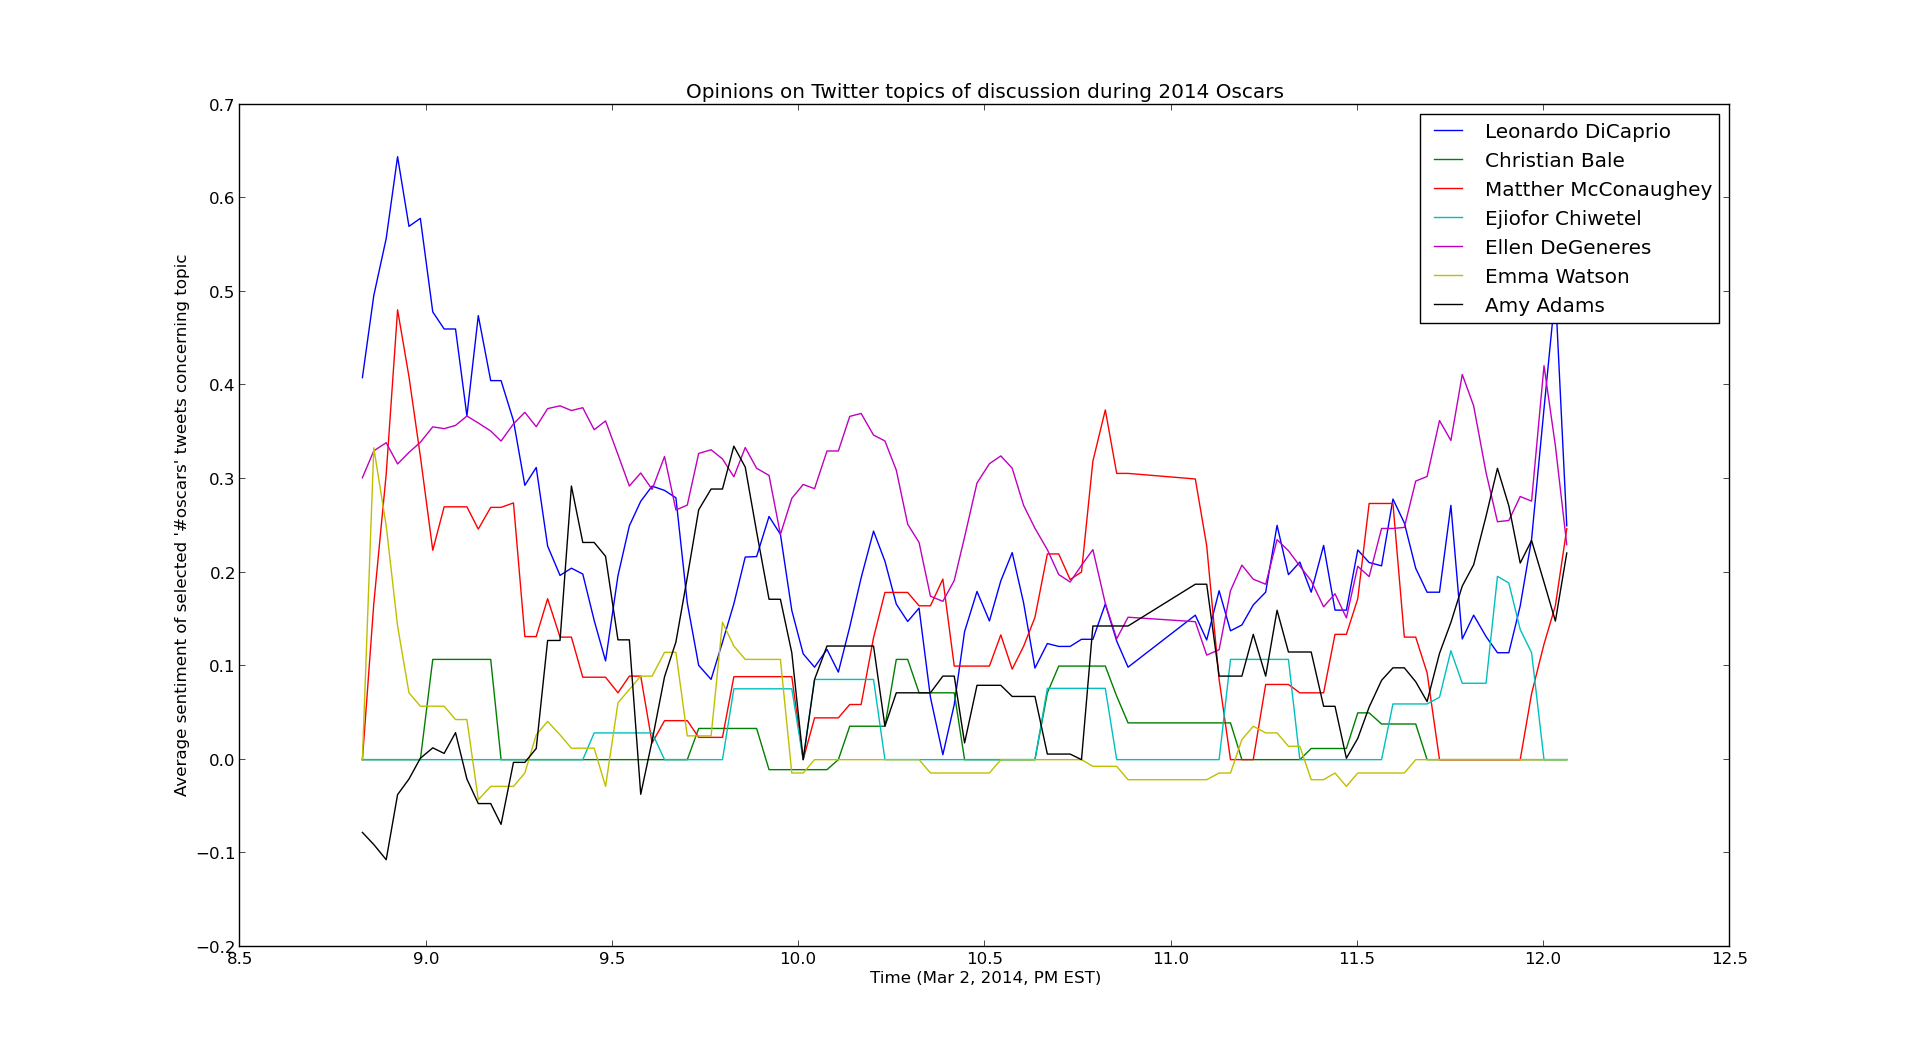 Opinions on Twitter topics of discussion during 2014 Oscars
Leonardo DiCaprio
Christian Bale
Matther McConaughey
Ejiofor Chiwetel
Ellen DeGeneres
Emma Watson
Amy Adams
Average sentiment of selected '#oscars' tweets concerning topic
0.7
0.6
0.5
0.4
0.3
0.2
0.1
0.0
−0.1
−0.2
8.5 9.0 9.5 10.0 10.5 11.0 11.5 12.0 12.5
Time (Mar 2, 2014, PM EST)